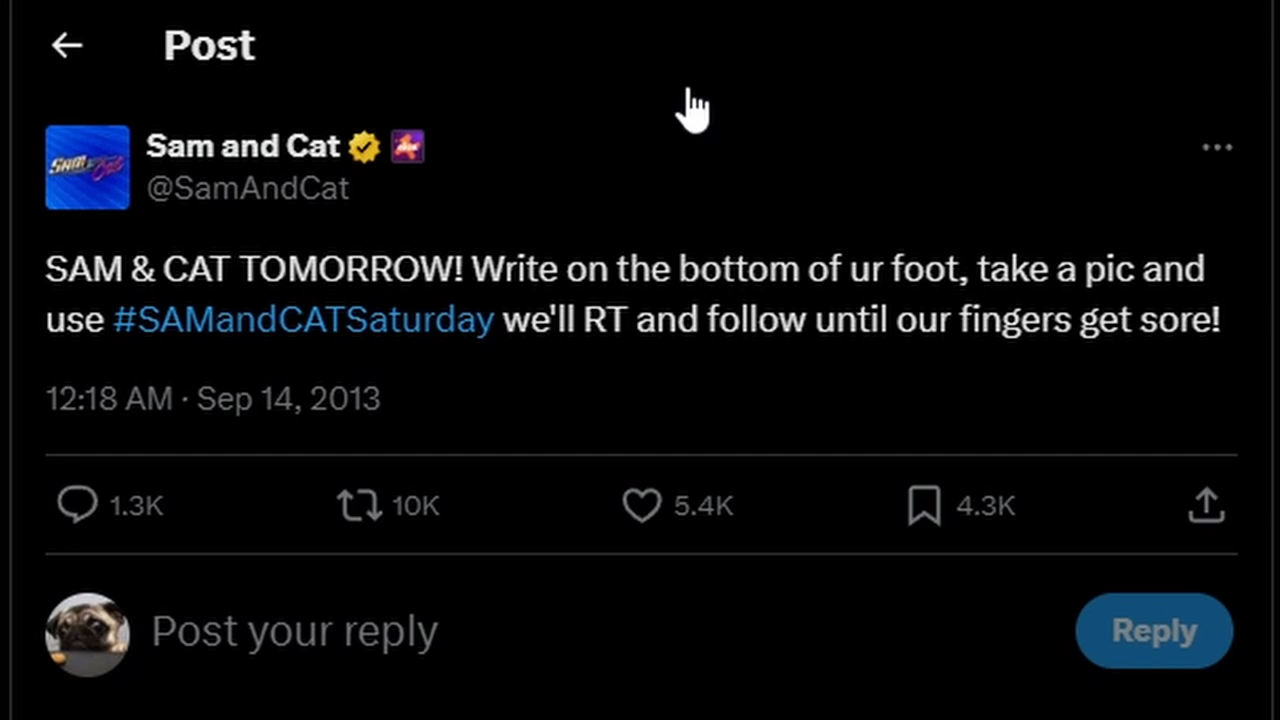 Post
Sam and Cat
@SamAndCat
SAM & CAT TOMORROW! Write on the bottom of ur foot, take a pic and
use #SAMandCATSaturday we'll RT and follow until our fingers get sore!
12:18 AM · Sep 14, 2013
1.3K 10K 5.4K 4.3K
Post your reply
Reply